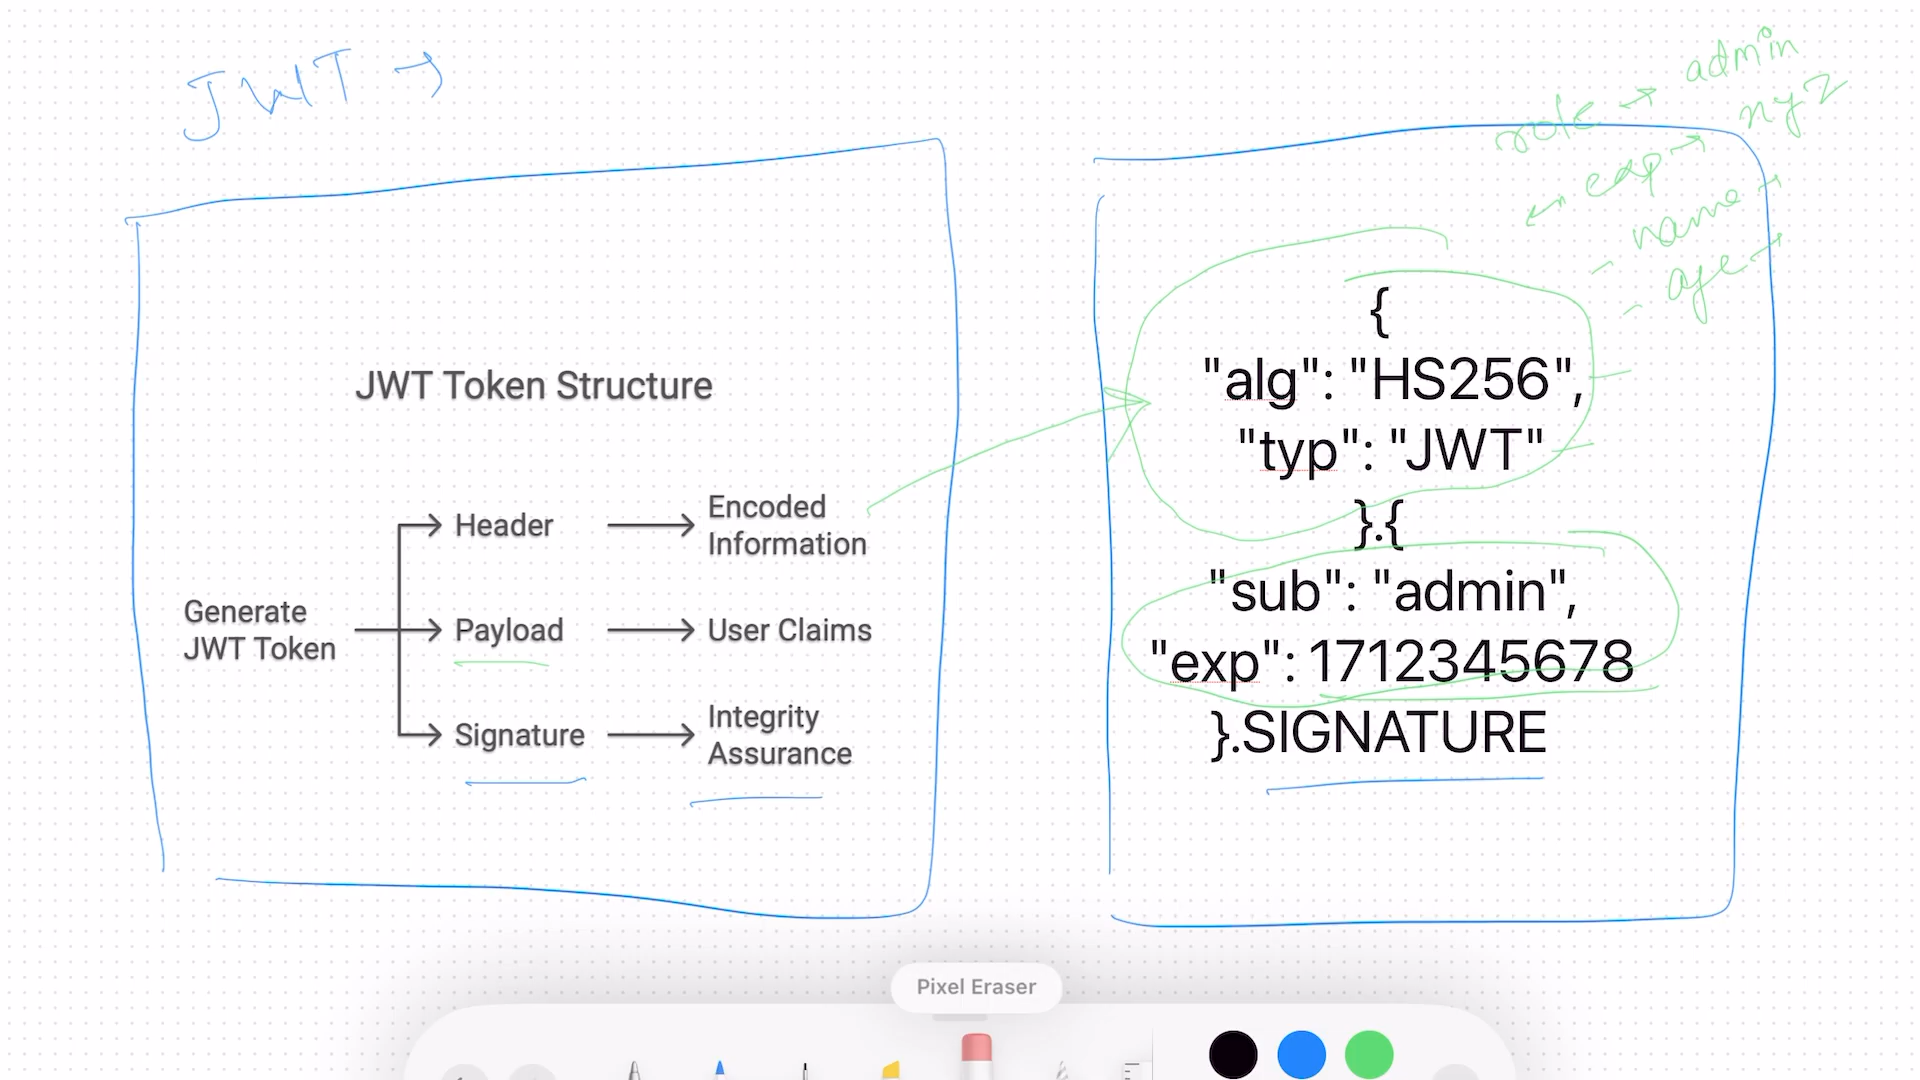 JWT →
JWT Token Structure
Generate
JWT Token
Header
Encoded
Information
Payload
User Claims
Signature
Integrity
Assurance
role → admin
xyz
exp →
name →
age →
{
"alg": "HS256",
"typ": "JWT"
}.{
"sub": "admin",
"exp": 1712345678
}.SIGNATURE
Pixel Eraser